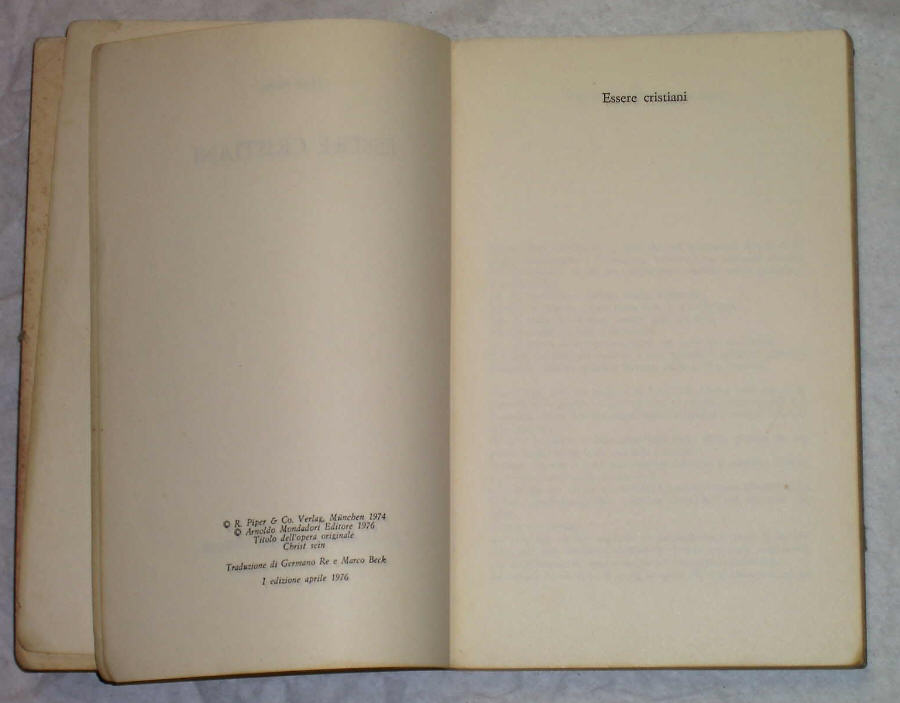 © R. Piper & Co. Verlag, München 1974
© Arnoldo Mondadori Editore 1976
Titolo dell'opera originale
Christ sein
Traduzione di Germano Re e Marco Beck
I edizione aprile 1976
Essere cristiani